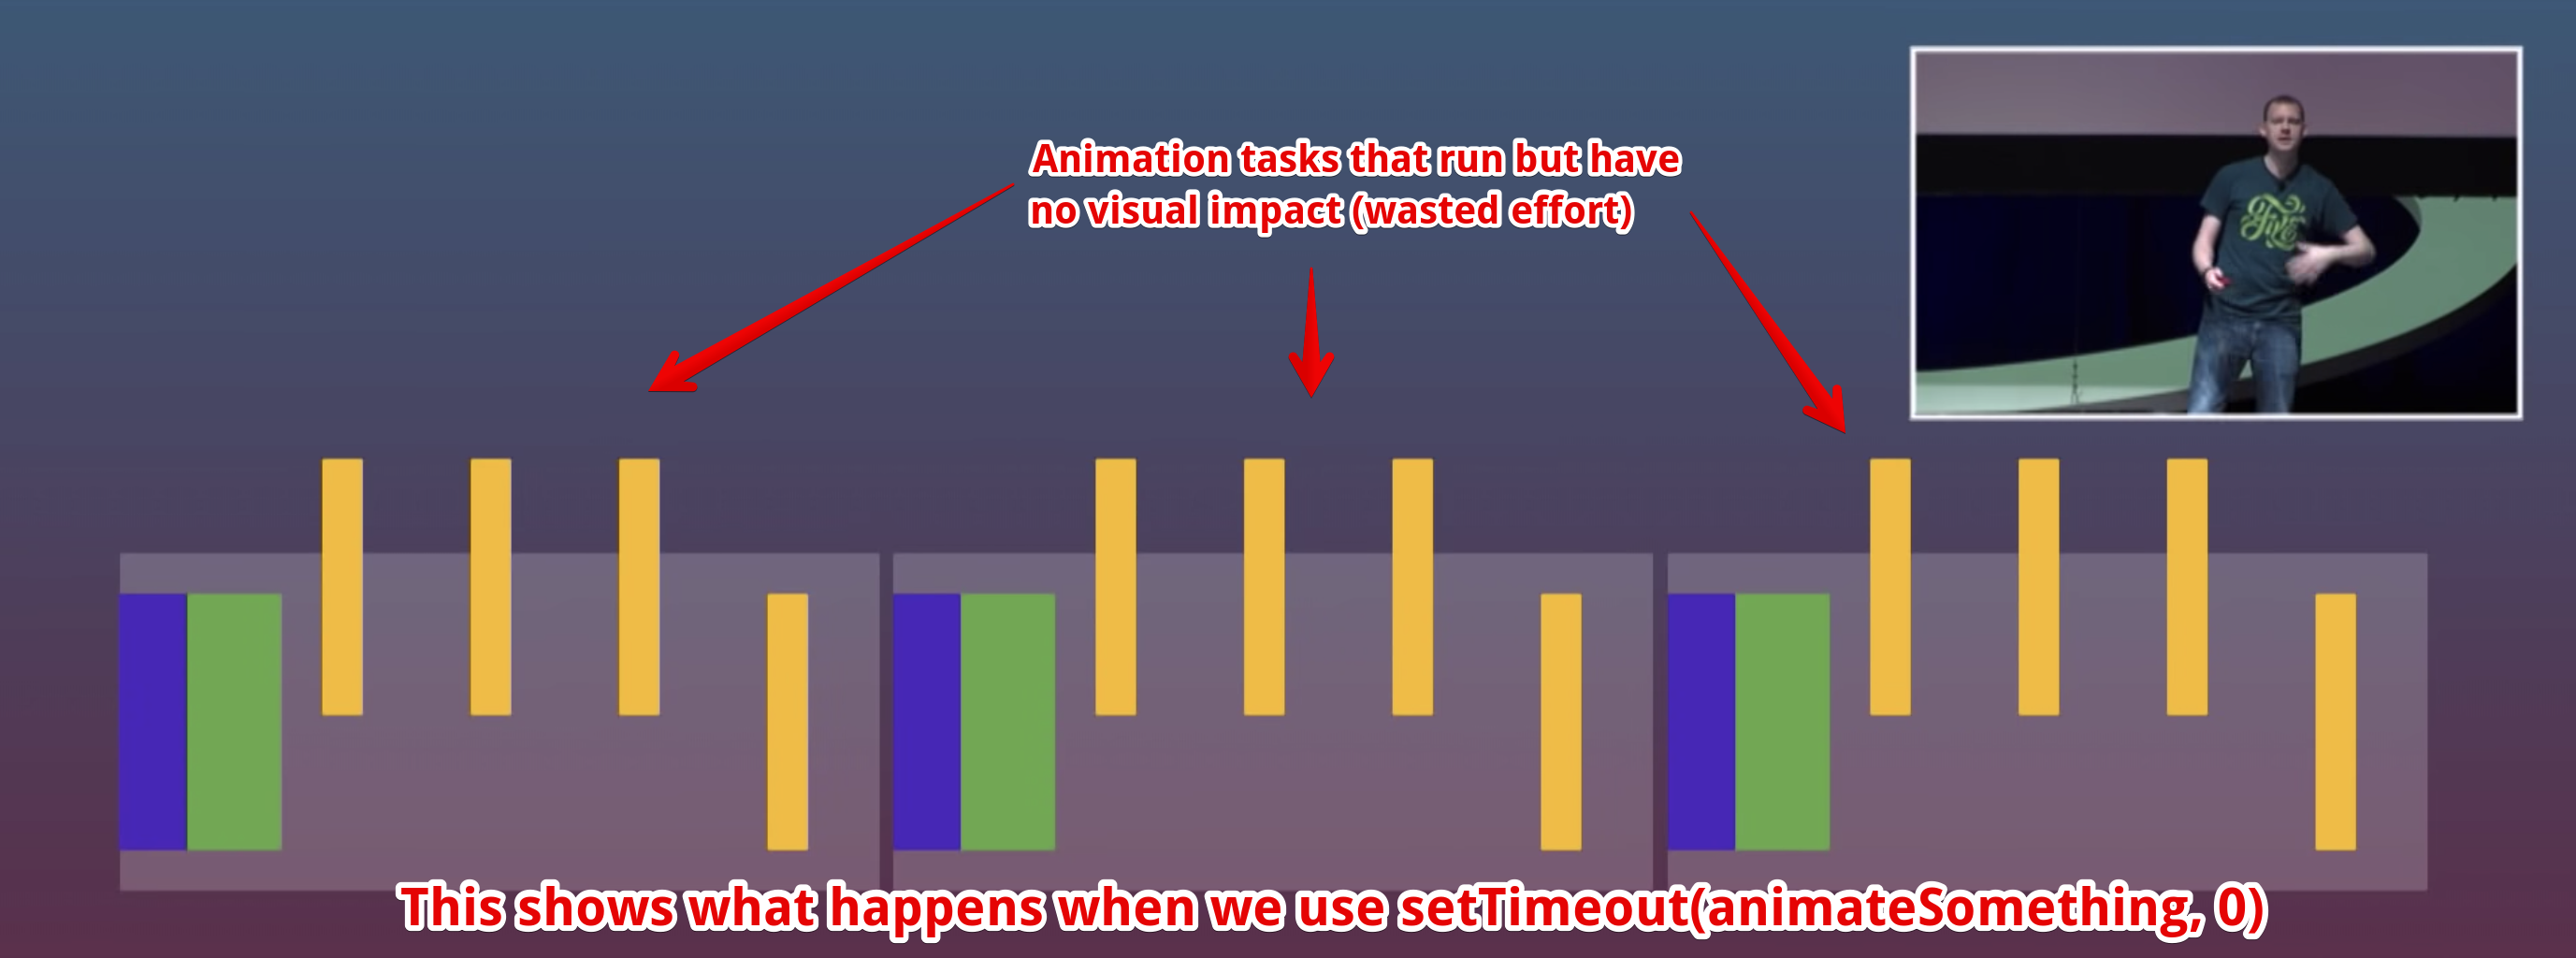 Animation tasks that run but have
no visual impact (wasted effort)
Give
This shows what happens when we use setTimeout(animateSomething, 0)